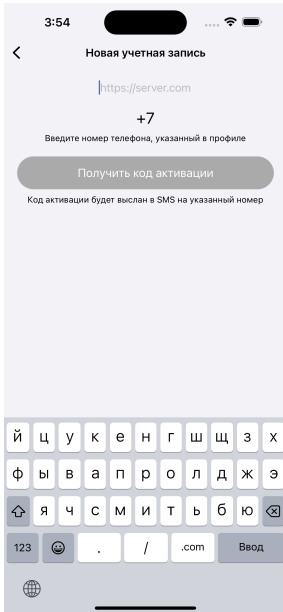 3:54
Новая учетная запись
https://server.com
+7
Введите номер телефона, указанный в профиле
Получить код активации
Код активации будет выслан в SMS на указанный номер
й ц у к е н г ш щ з х
ф ы в а п р о л д ж э
я ч с м и т ь б ю
123 . / .com Ввод